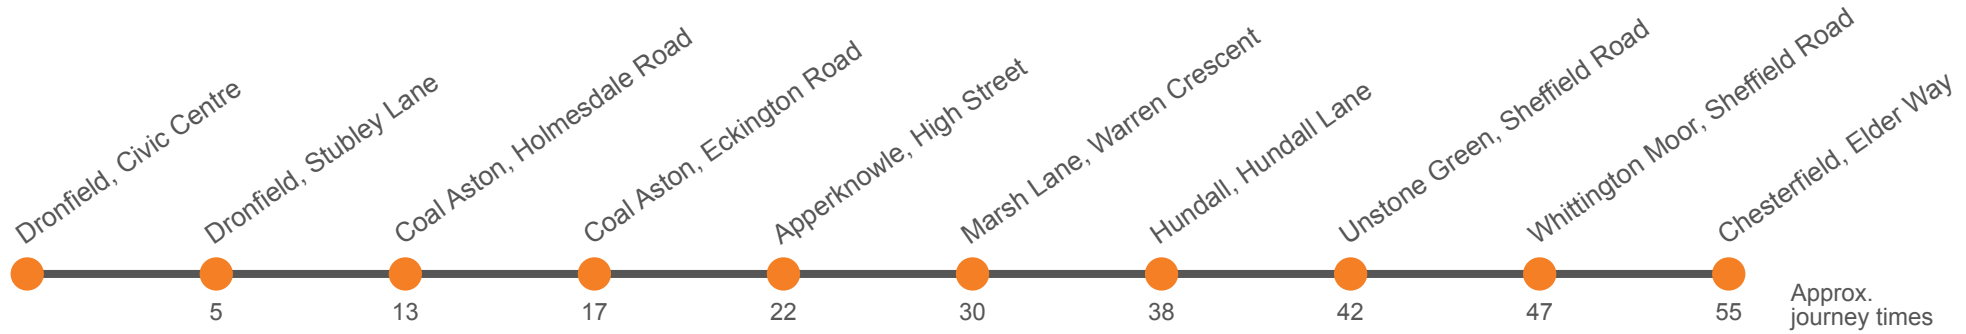 Dronfield, Civic Centre
Dronfield, Stubley Lane
Coal Aston, Holmesdale Road
Coal Aston, Eckington Road
Apperknowle, High Street
Marsh Lane, Warren Crescent
Hundall, Hundall Lane
Unstone Green, Sheffield Road
Whittington Moor, Sheffield Road
Chesterfield, Elder Way
5 13 17 22 30 38 42 47 55
Approx.
journey times